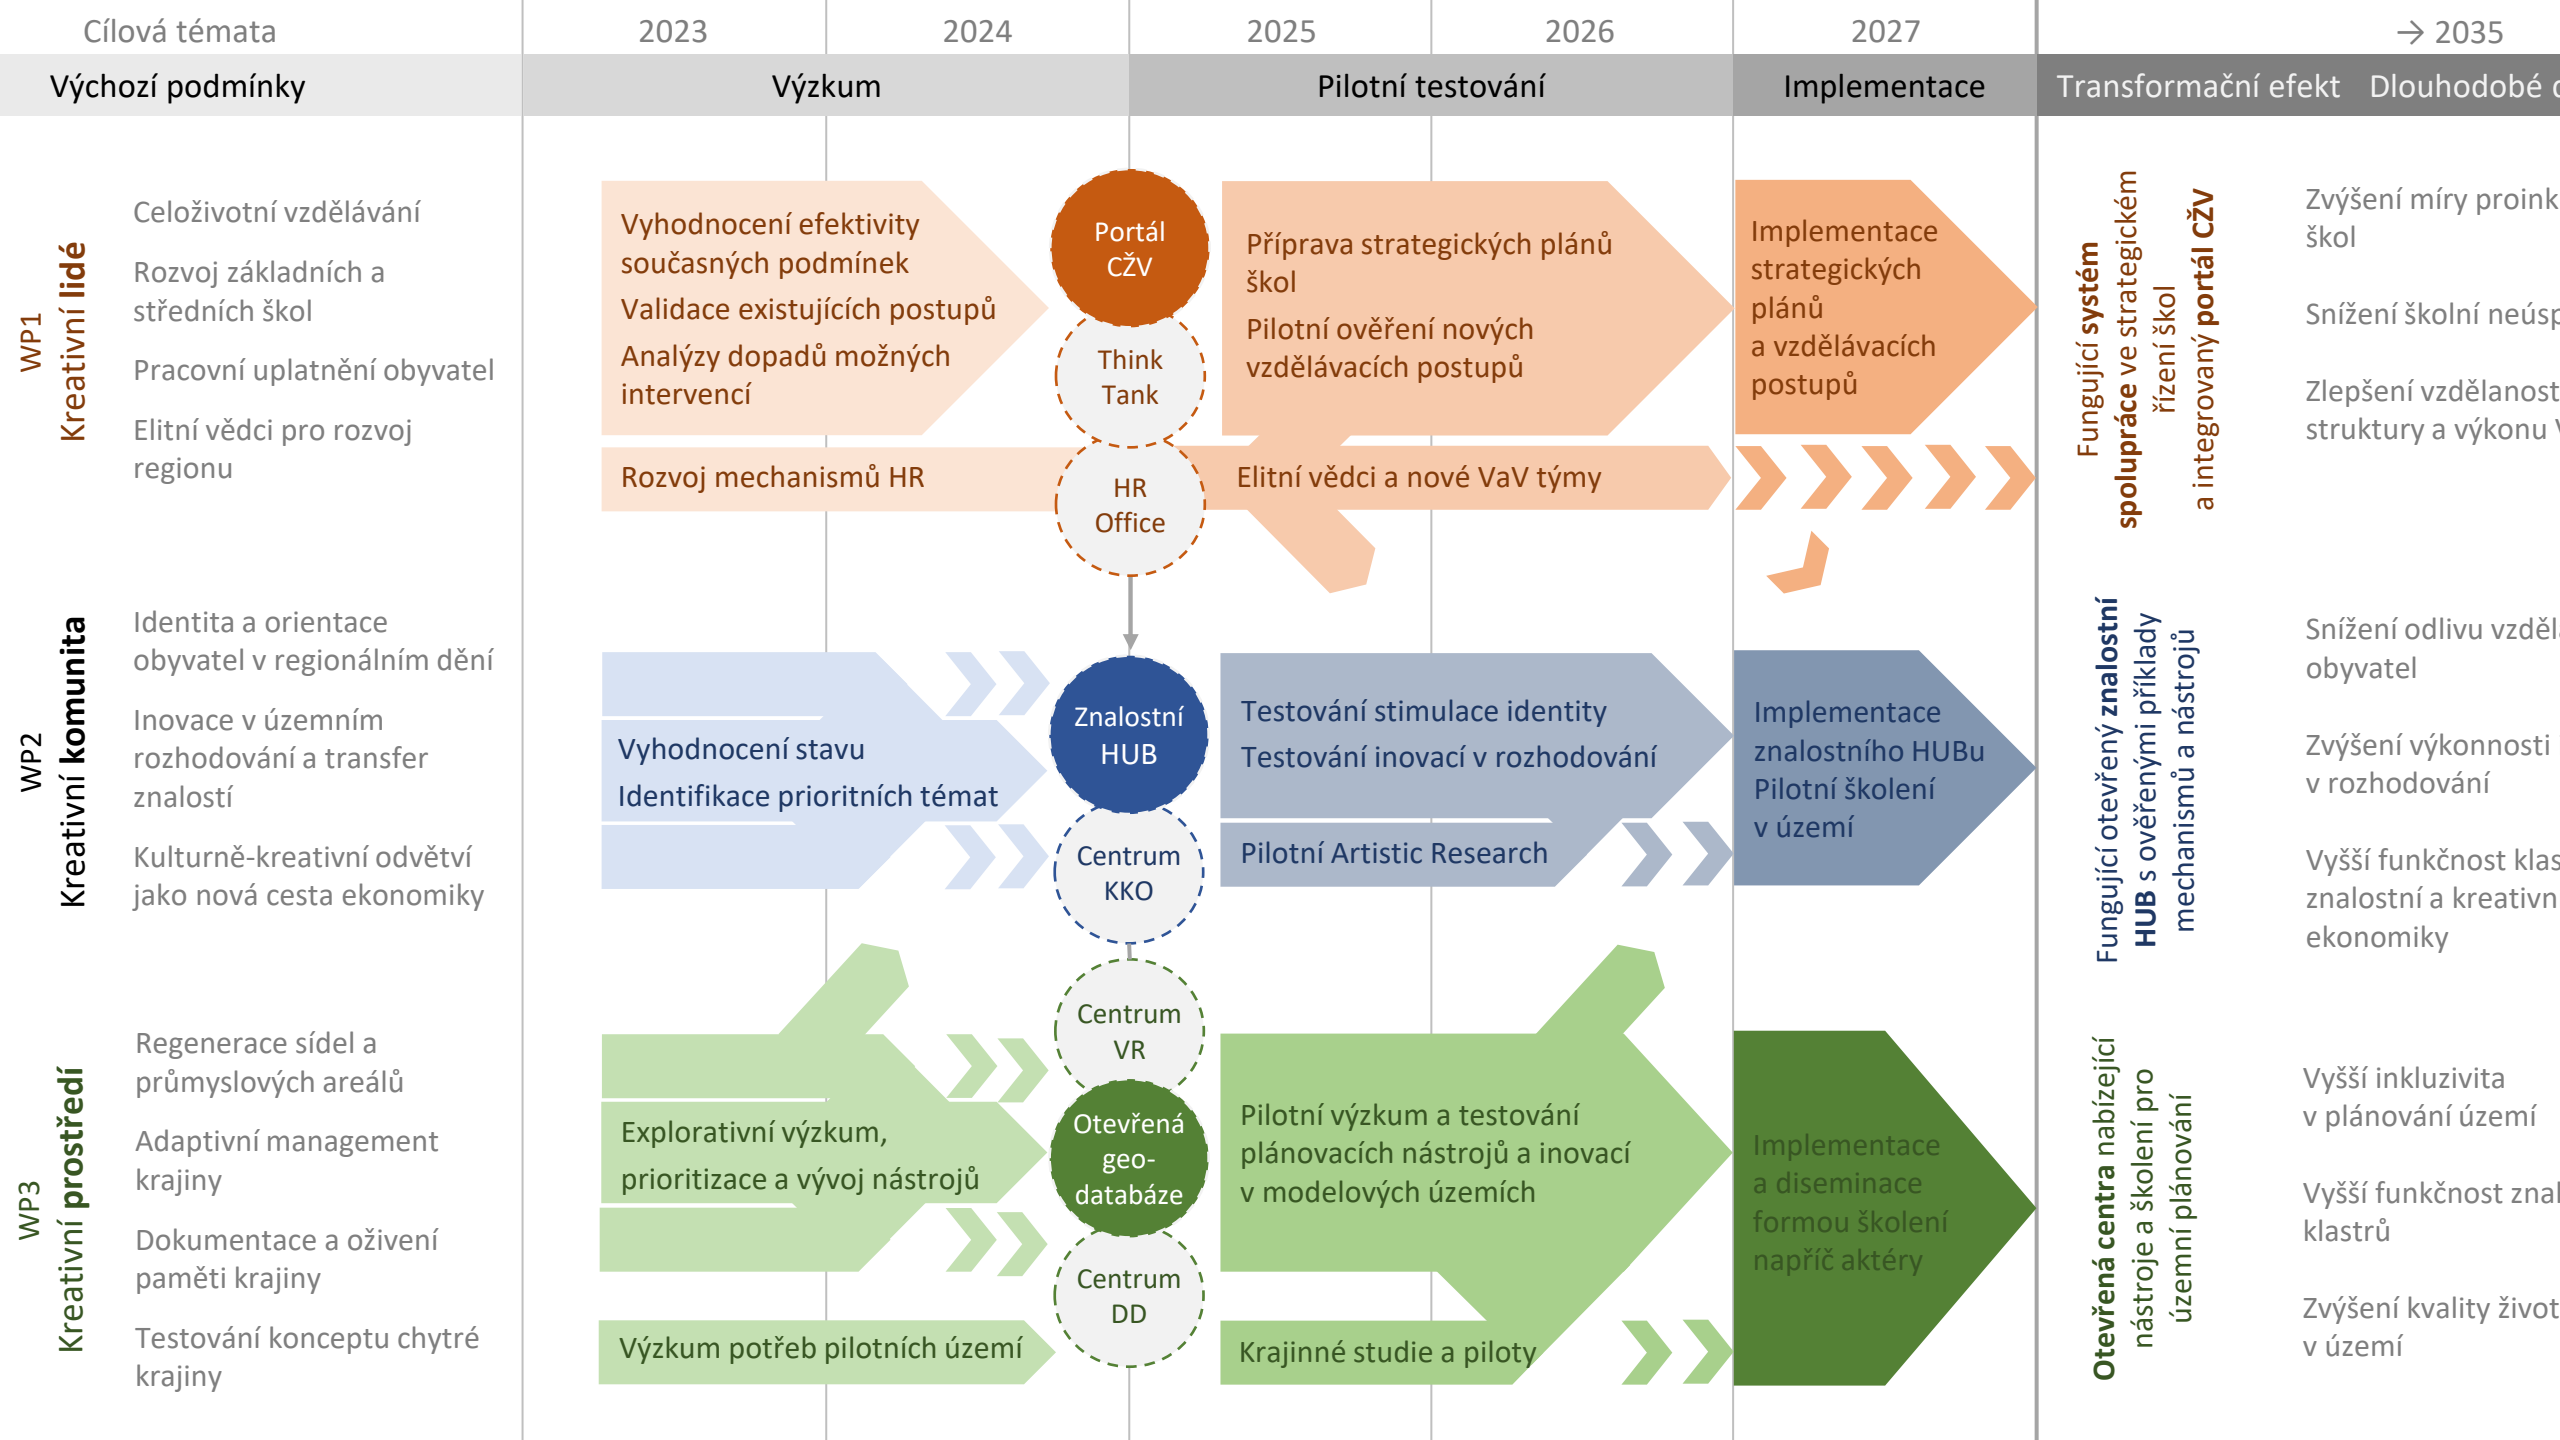 Cílová témata
2023
2024
2025
2026
2027
→ 2035
Výchozí podmínky
Výzkum
Pilotní testování
Implementace
Transformační efekt
Dlouhodobé
WP1
Kreativní lidé
Celoživotní vzdělávání
Rozvoj základních a
středních škol
Pracovní uplatnění obyvatel
Elitní vědci pro rozvoj
regionu
Vyhodnocení efektivity
současných podmínek
Validace existujících postupů
Analýzy dopadů možných
intervencí
Rozvoj mechanismů HR
Portál
CŽV
Think
Tank
HR
Office
Příprava strategických plánů
škol
Pilotní ověření nových
vzdělávacích postupů
Elitní vědci a nové VaV týmy
Implementace
strategických
plánů
a vzdělávacích
postupů
Fungující systém
spolupráce ve strategickém
řízení škol
a integrovaný portál CŽV
Zvýšení míry
škol
Snížení školní
Zlepšení
struktury a výkonu
WP2
Kreativní komunita
Identita a orientace
obyvatel v regionálním dění
Inovace v územním
rozhodování a transfer
znalostí
Kulturně-kreativní odvětví
jako nová cesta ekonomiky
Vyhodnocení stavu
Identifikace prioritních témat
Znalostní
HUB
Centrum
KKO
Testování stimulace identity
Testování inovací v rozhodování
Pilotní Artistic Research
Implementace
znalostního HUBu
Pilotní školení
v území
Fungující otevřený znalostní
HUB s ověřenými příklady
mechanismů a nástrojů
Snížení odlivu
obyvatel
Zvýšení výkonnosti
v rozhodování
Vyšší funkčnost
znalostní a
ekonomiky
WP3
Kreativní prostředí
Regenerace sídel a
průmyslových areálů
Adaptivní management
krajiny
Dokumentace a oživení
paměti krajiny
Testování konceptu chytré
krajiny
Explorativní výzkum,
prioritizace a vývoj nástrojů
Výzkum potřeb pilotních území
Centrum
VR
Otevřená
geo-
databáze
Centrum
DD
Pilotní výzkum a testování
plánovacích nástrojů a inovací
v modelových územích
Krajinné studie a piloty
Implementace
a diseminace
formou školení
napříč aktéry
Otevřená centra nabízející
nástroje a školení pro
územní plánování
Vyšší inkluzivita
v plánování území
Vyšší funkčnost
klastrů
Zvýšení kvality
v území